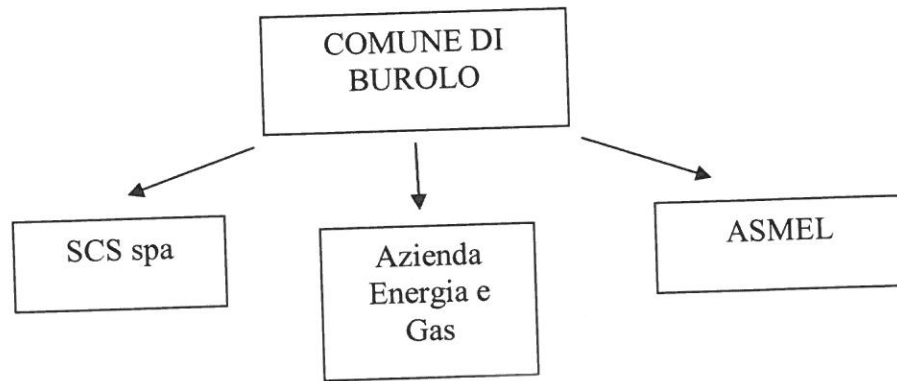 COMUNE DI
BUROLO
SCS spa
Azienda
Energia e
Gas
ASMEL